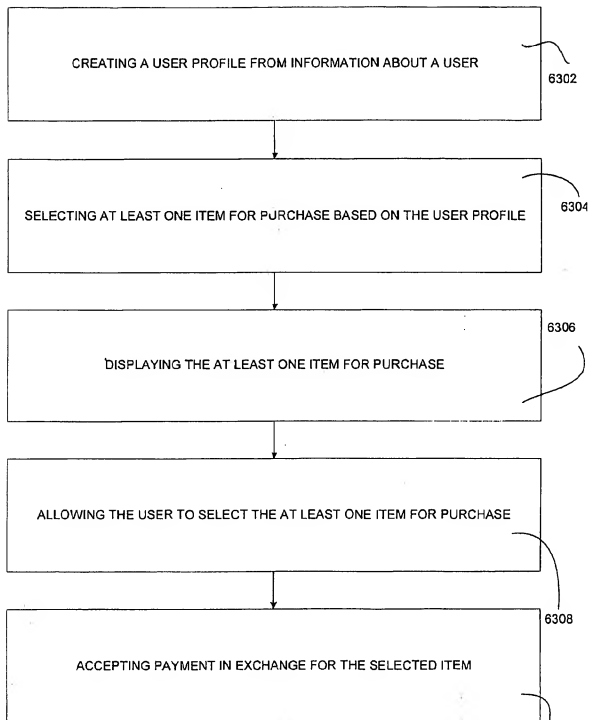 CREATING A USER PROFILE FROM INFORMATION ABOUT A USER
6302
SELECTING AT LEAST ONE ITEM FOR PURCHASE BASED ON THE USER PROFILE
6304
6306
DISPLAYING THE AT LEAST ONE ITEM FOR PURCHASE
ALLOWING THE USER TO SELECT THE AT LEAST ONE ITEM FOR PURCHASE
6308
ACCEPTING PAYMENT IN EXCHANGE FOR THE SELECTED ITEM